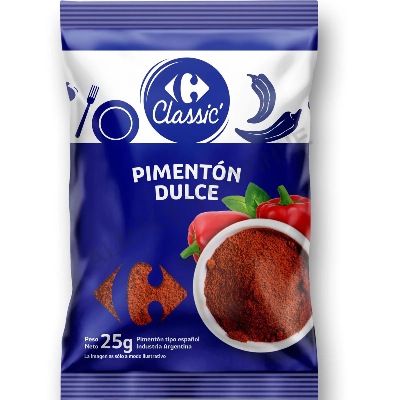 Classic'
PIMENTÓN
DULCE
Peso
Neto 25g
Pimentón tipo español
Industria Argentina
La imagen es sólo a modo ilustrativo